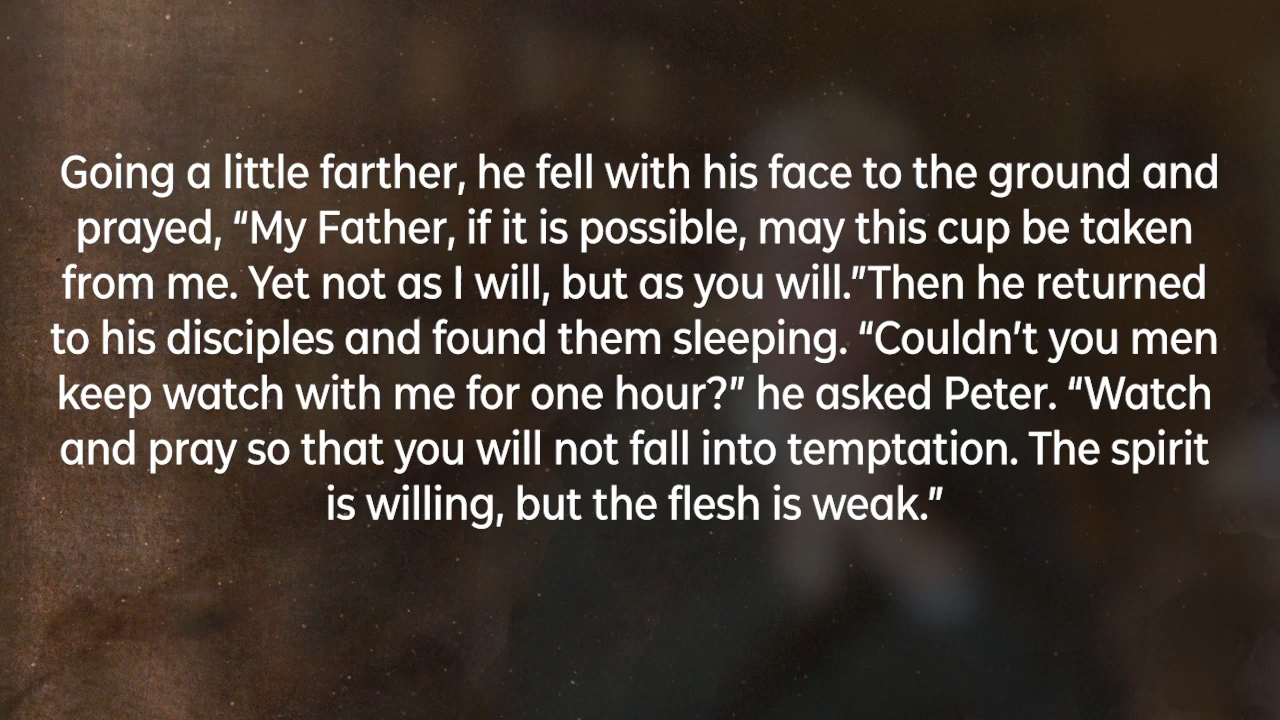 Going a little farther, he fell with his face to the ground and
prayed, “My Father, if it is possible, may this cup be taken
from me. Yet not as I will, but as you will.”Then he returned
to his disciples and found them sleeping. “Couldn’t you men
keep watch with me for one hour?” he asked Peter. “Watch
and pray so that you will not fall into temptation. The spirit
is willing, but the flesh is weak.”